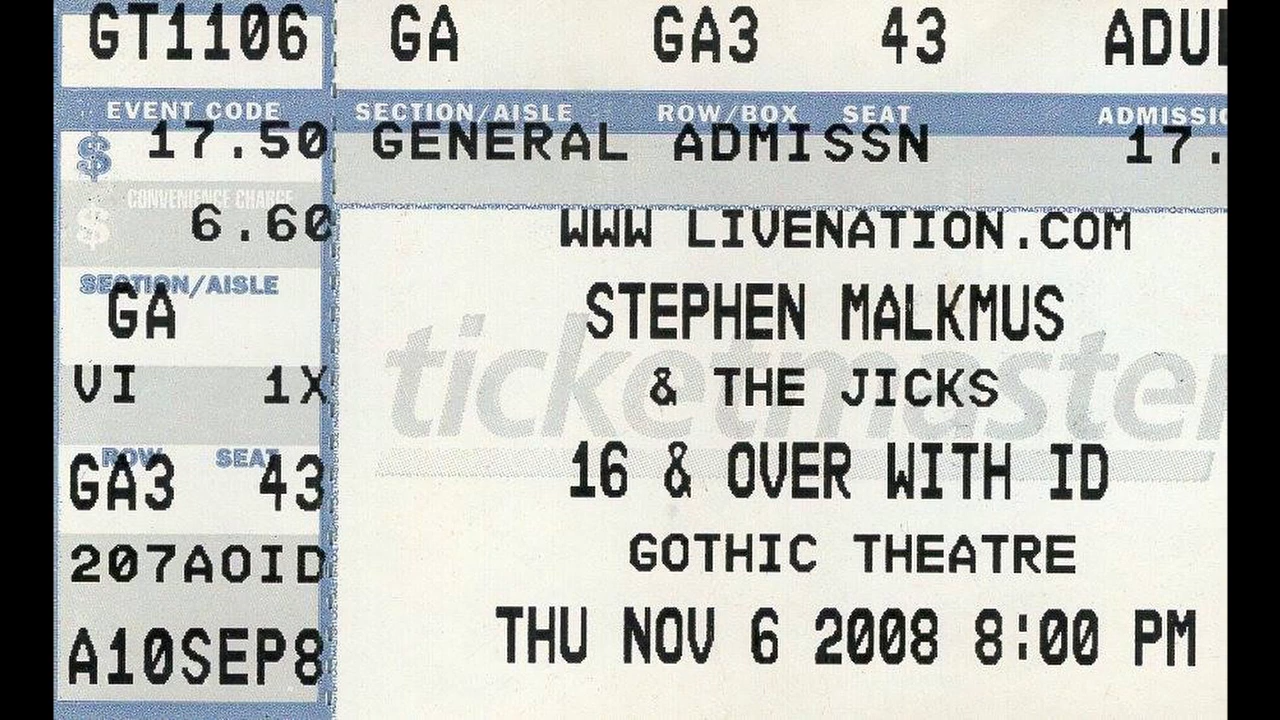 GT1106 GA GA3 43 ADUL
EVENT CODE SECTION/AISLE ROW/BOX SEAT ADMISSIO
$ 17.50 GENERAL ADMISSN 17.
CONVENIENCE CHARGE
$ 6.60
WWW LIVENATION.COM
SECTION/AISLE
GA
STEPHEN MALKMUS
ticketmaster
VI 1X
& THE JICKS
ROW SEAT
GA3 43
16 & OVER WITH ID
207AOID
GOTHIC THEATRE
A10SEP8
THU NOV 6 2008 8:00 PM